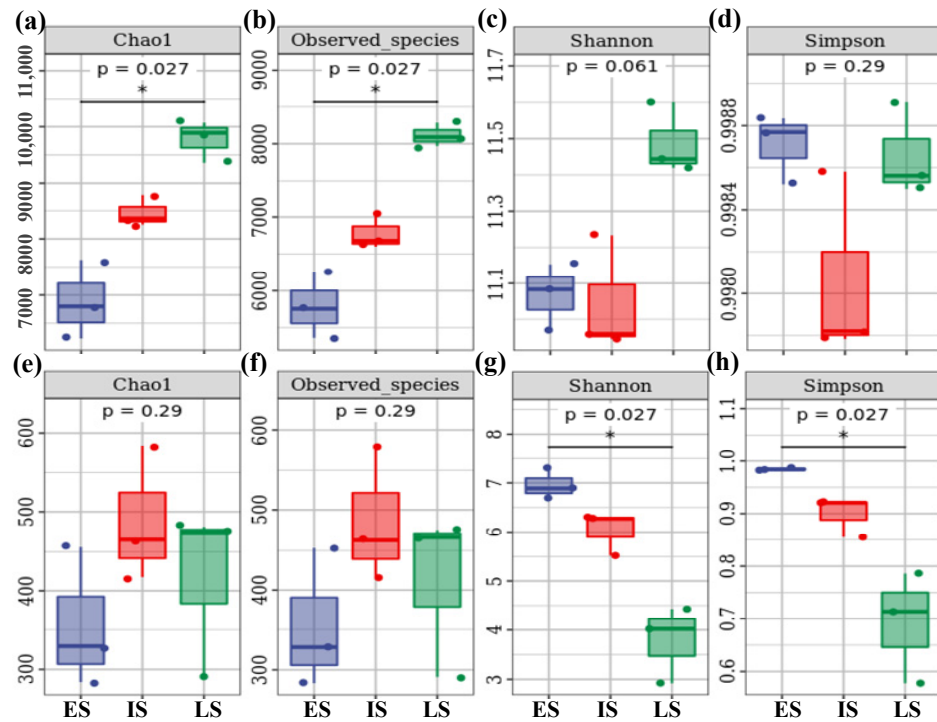 (a)
Chao1
p = 0.027
*
11,000
10,000
9000
8000
7000
(b)
Observed_species
p = 0.027
*
9000
8000
7000
6000
(c)
Shannon
p = 0.061
11.7
11.5
11.3
11.1
(d)
Simpson
p = 0.29
0.9988
0.9984
0.9980
(e)
Chao1
p = 0.29
600
500
400
300
ES IS LS
(f)
Observed_species
p = 0.29
600
500
400
300
ES IS LS
(g)
Shannon
p = 0.027
*
8
7
6
5
4
3
ES IS LS
(h)
Simpson
p = 0.027
*
1.1
1.0
0.9
0.8
0.7
0.6
ES IS LS